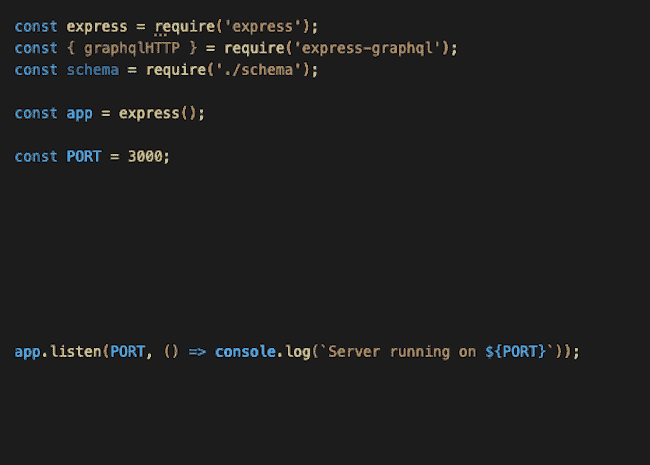 const express = require('express');
const { graphqlHTTP } = require('express-graphql');
const schema = require('./schema');
const app = express();
const PORT = 3000;
app.listen(PORT, () => console.log(`Server running on ${PORT}`));